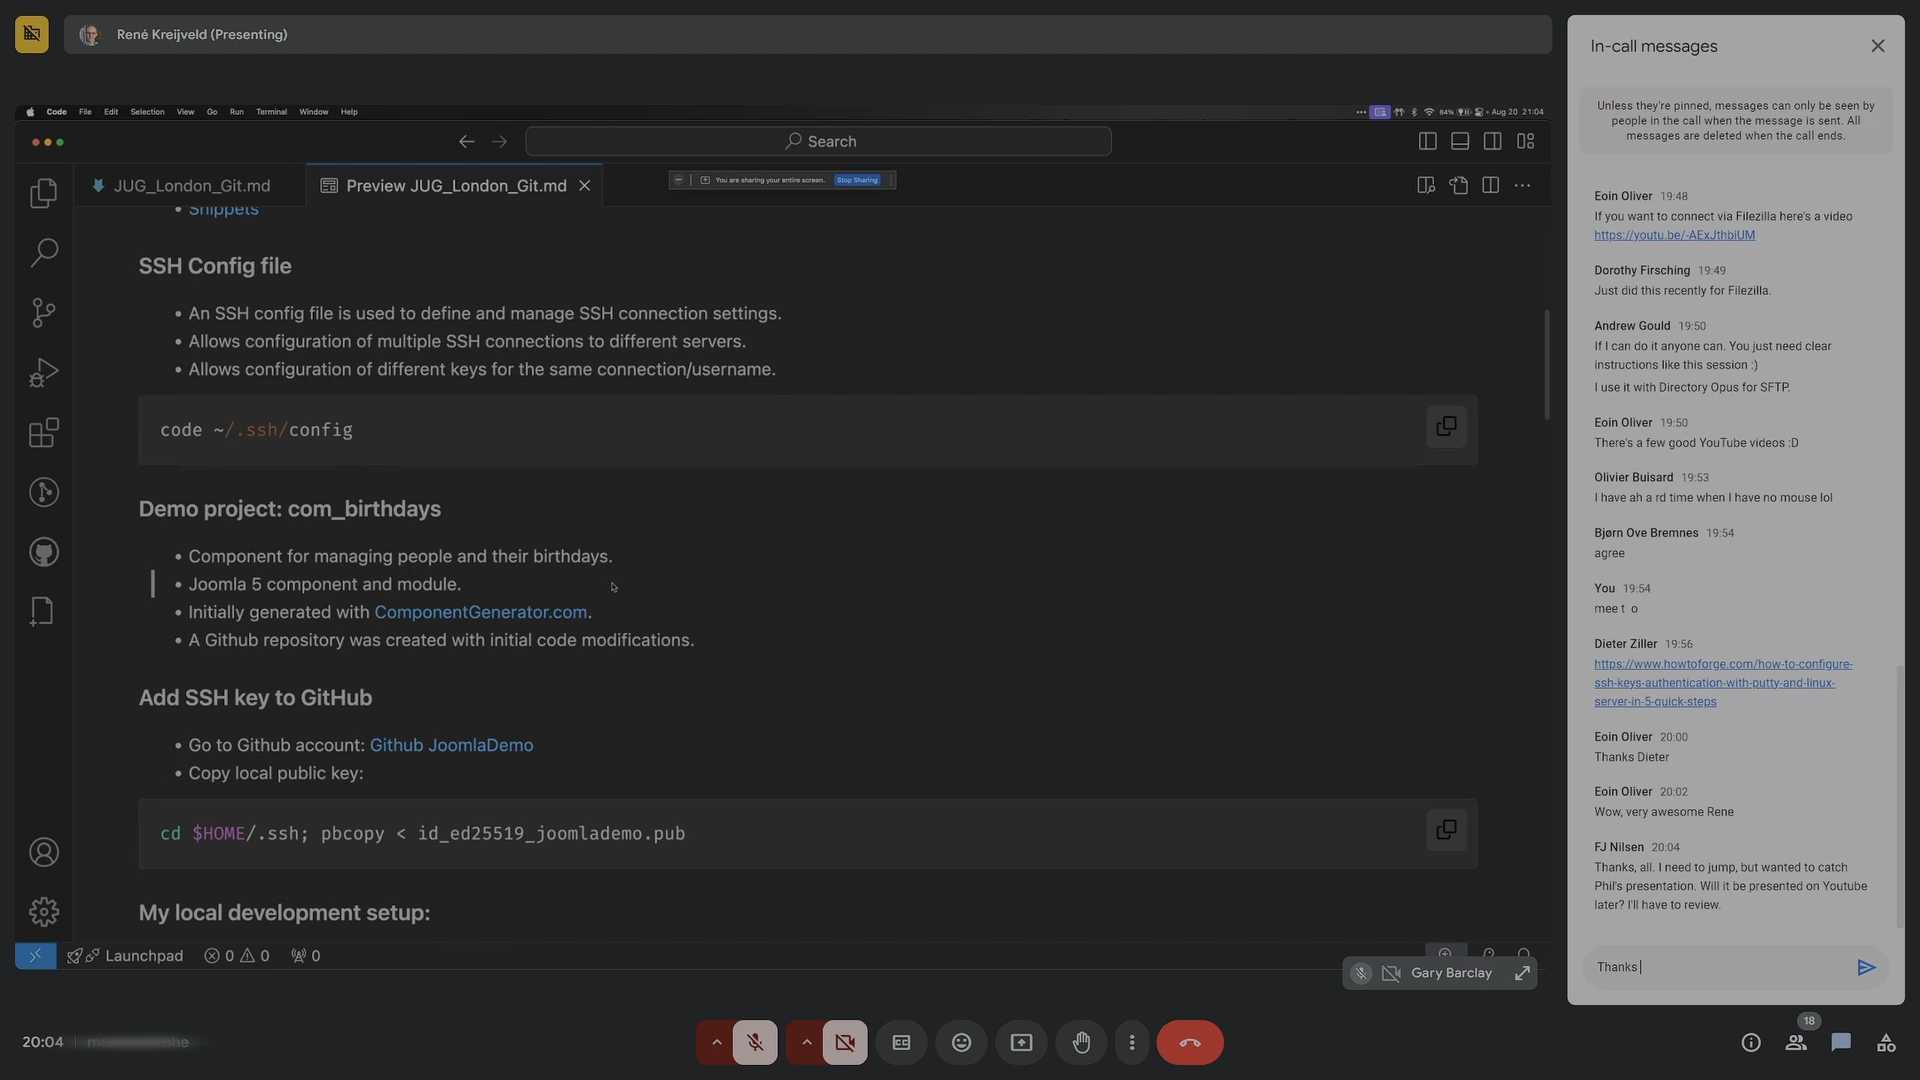 René Kreijveld (Presenting)
Code File Edit Selection View Go Run Terminal Window Help
84% Aug 20 21:04
Search
JUG_London_Git.md
Preview JUG_London_Git.md
You are sharing your entire screen. Stop Sharing
Snippets
SSH Config file
• An SSH config file is used to define and manage SSH connection settings.
• Allows configuration of multiple SSH connections to different servers.
• Allows configuration of different keys for the same connection/username.
code ~/.ssh/config
Demo project: com_birthdays
• Component for managing people and their birthdays.
• Joomla 5 component and module.
• Initially generated with ComponentGenerator.com.
• A Github repository was created with initial code modifications.
Add SSH key to GitHub
• Go to Github account: Github JoomlaDemo
• Copy local public key:
cd $HOME/.ssh; pbcopy < id_ed25519_joomlademo.pub
My local development setup:
Launchpad 0 0 0
Gary Barclay
20:04
18
In-call messages
Unless they're pinned, messages can only be seen by
people in the call when the message is sent. All
messages are deleted when the call ends.
Eoin Oliver 19:48
If you want to connect via Filezilla here's a video
https://youtu.be/-AExJthbiUM
Dorothy Firsching 19:49
Just did this recently for Filezilla.
Andrew Gould 19:50
If I can do it anyone can. You just need clear
instructions like this session :)
I use it with Directory Opus for SFTP.
Eoin Oliver 19:50
There's a few good YouTube videos :D
Olivier Buisard 19:53
I have ah a rd time when I have no mouse lol
Bjørn Ove Bremnes 19:54
agree
You 19:54
mee t  o
Dieter Ziller 19:56
https://www.howtoforge.com/how-to-configure-
ssh-keys-authentication-with-putty-and-linux-
server-in-5-quick-steps
Eoin Oliver 20:00
Thanks Dieter
Eoin Oliver 20:02
Wow, very awesome Rene
FJ Nilsen 20:04
Thanks, all. I need to jump, but wanted to catch
Phil's presentation. Will it be presented on Youtube
later? I'll have to review.
Thanks